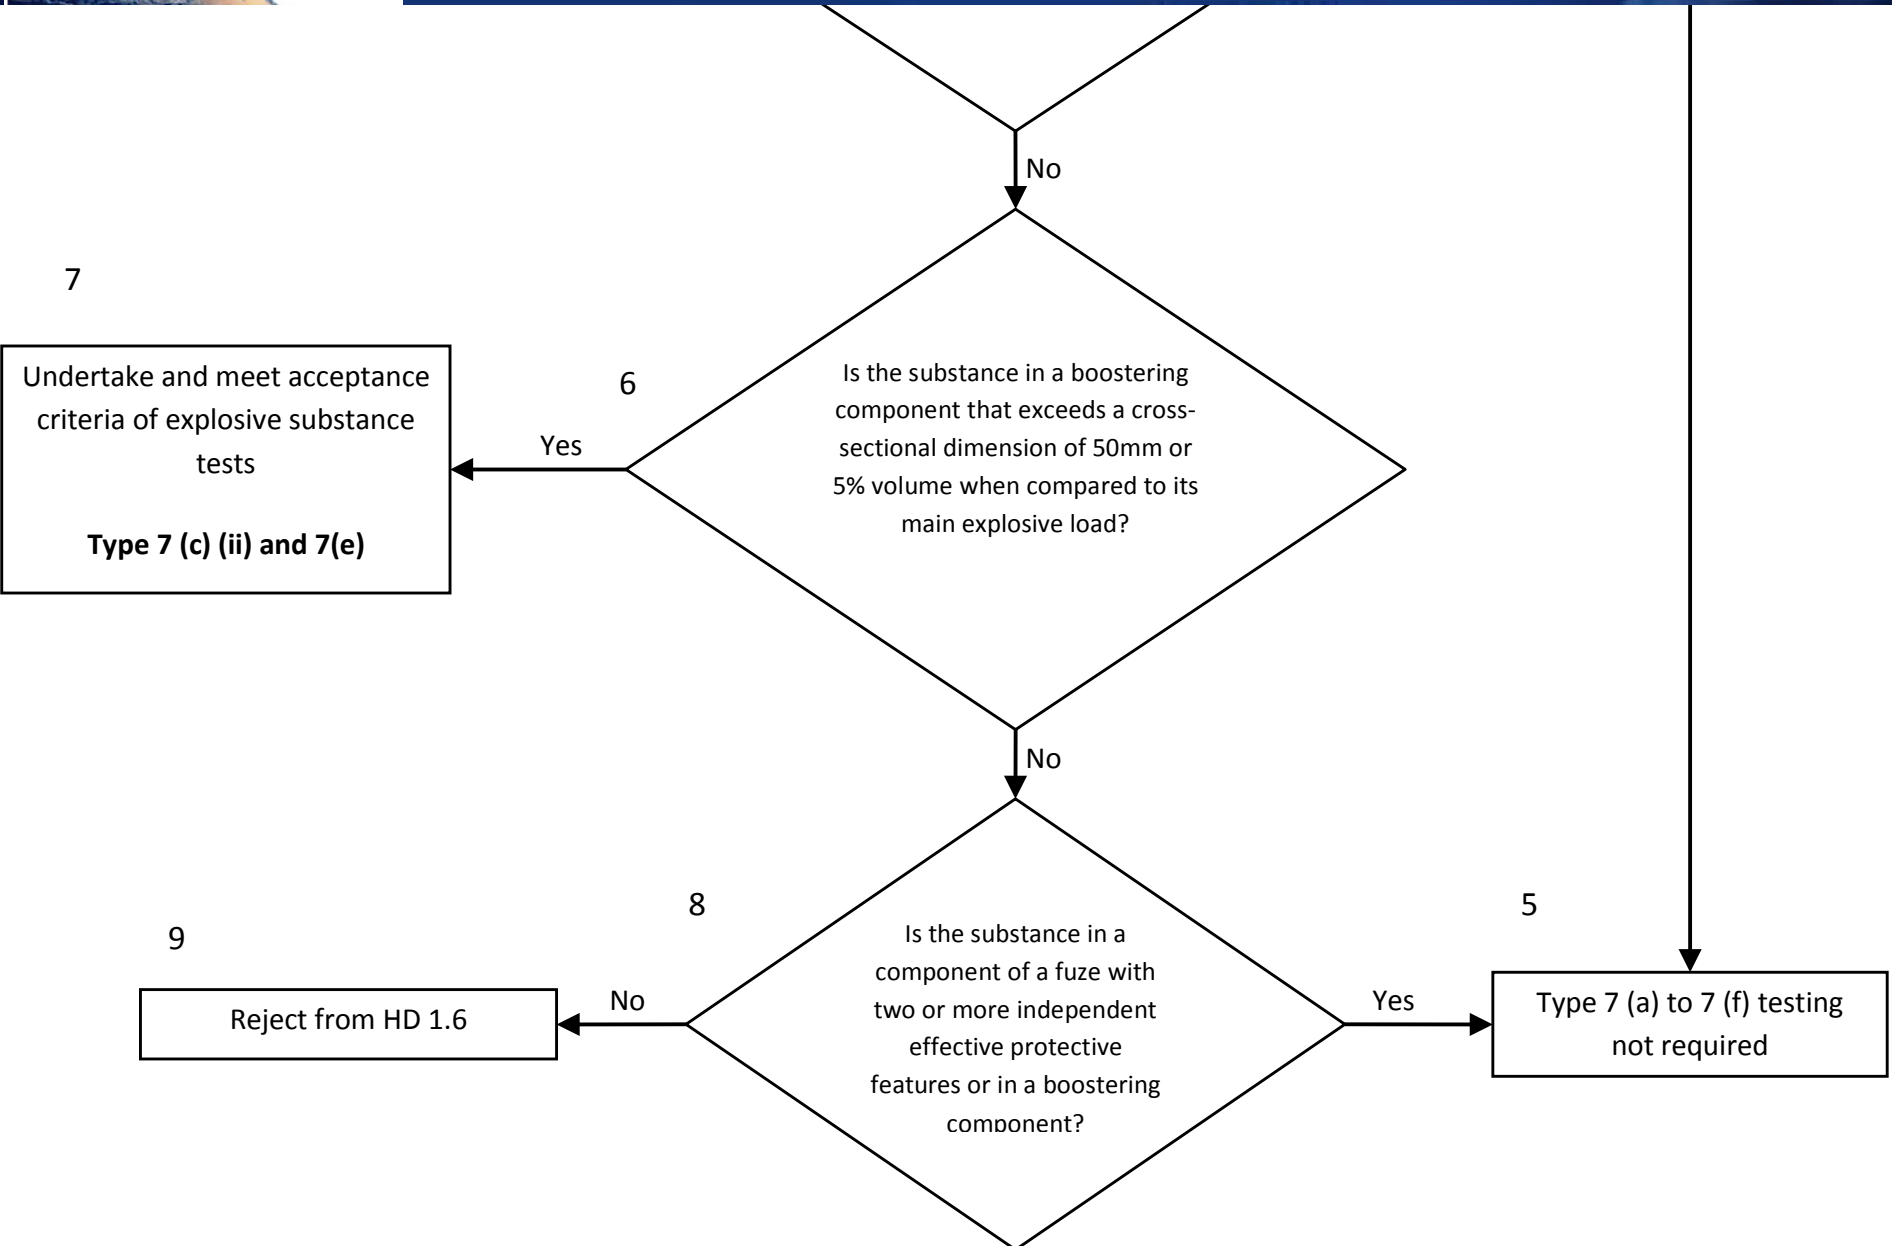 No
7
Undertake and meet acceptance
criteria of explosive substance
tests
Type 7 (c) (ii) and 7(e)
Yes
6
Is the substance in a boostering
component that exceeds a cross-
sectional dimension of 50mm or
5% volume when compared to its
main explosive load?
No
9
Reject from HD 1.6
No
8
Is the substance in a
component of a fuze with
two or more independent
effective protective
features or in a boostering
component?
Yes
5
Type 7 (a) to 7 (f) testing
not required